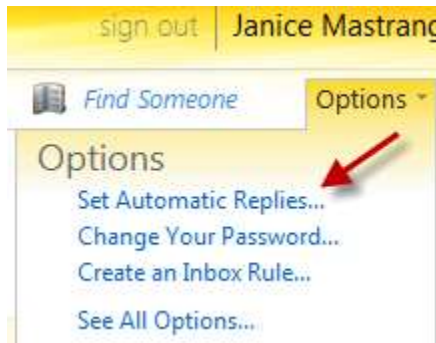 sign out Janice Mastrang
Find Someone Options
Options
Set Automatic Replies...
Change Your Password...
Create an Inbox Rule...
See All Options...